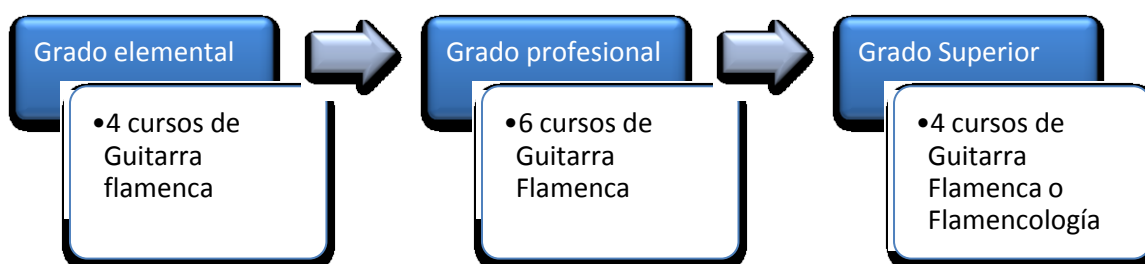 Grado elemental
•4 cursos de
Guitarra
flamenca
Grado profesional
•6 cursos de
Guitarra
Flamenca
Grado Superior
•4 cursos de
Guitarra
Flamenca o
Flamencología